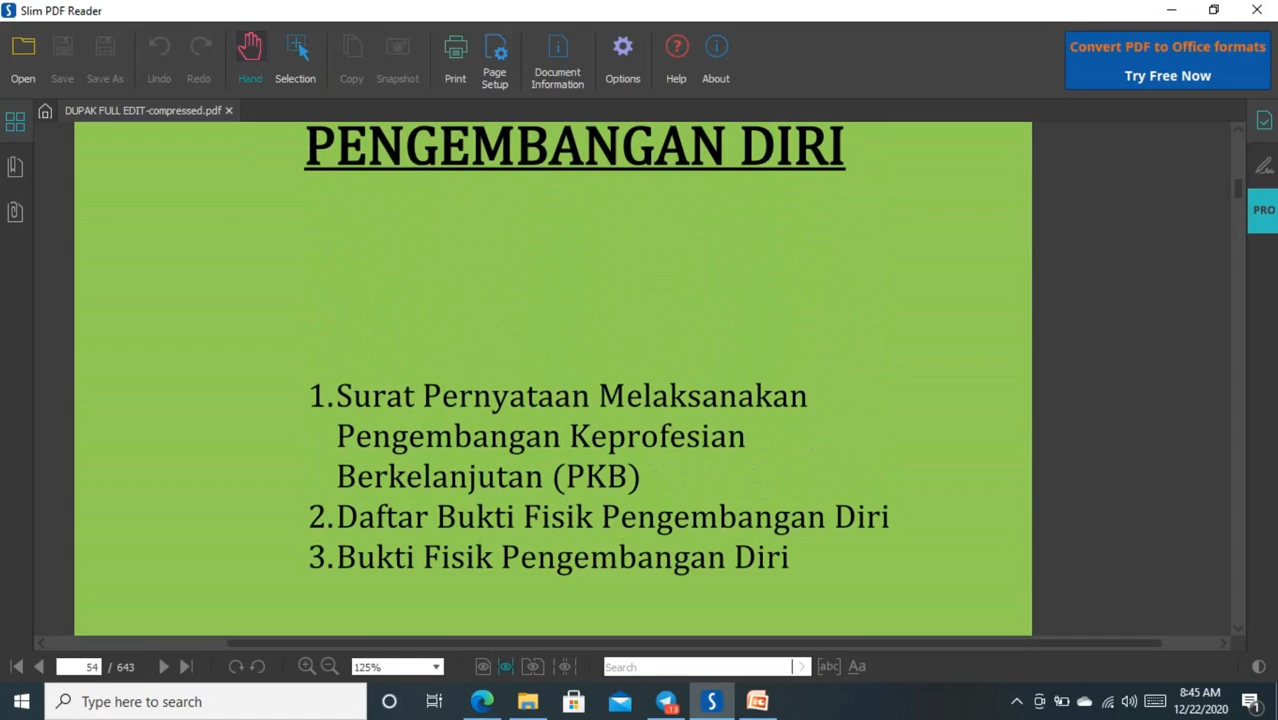 Slim PDF Reader
Open Save Save As Undo Redo Hand Selection Copy Snapshot Print Page Setup Document Information Options Help About
Convert PDF to Office formats
Try Free Now
DUPAK FULL EDIT-compressed.pdf
PRO
PENGEMBANGAN DIRI
1.Surat Pernyataan Melaksanakan
Pengembangan Keprofesian
Berkelanjutan (PKB)
2.Daftar Bukti Fisik Pengembangan Diri
3.Bukti Fisik Pengembangan Diri
54 / 643 125% Search [abc] Aa
Type here to search
13
S
8:45 AM
12/22/2020
1